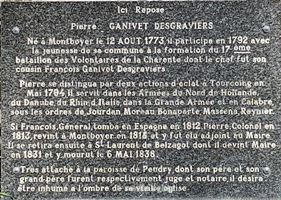 Ici Repose
Pierre GANIVET DESGRAVIERS
Né à Montboyer le 12 AOUT 1773, il participa en 1792 avec
la jeunesse de sa commune à la formation du 17ème
bataillon des Volontaires de la Charente dont le chef fut son
cousin François Ganivet Desgraviers
Pierre se distingua par deux actions d'éclat à Tourcoing en
Mai 1794. Il servit dans les Armées du Nord, de Hollande,
du Danube, du Rhin, d'Italie, dans la Grande Armée et en Calabre,
sous les ordres de Jourdan, Moreau, Bonaparte, Masséna, Reynier.
Si François, Général, tomba en Espagne en 1812, Pierre, Colonel en
1813, revint à Montboyer en 1815, et y fut élu adjoint au Maire
Il se retira ensuite à St Laurent de Belzagot dont il devint Maire
en 1831 et y mourut le 6 MAI 1838.
Très attaché à la paroisse de Peudry dont son père et son
grand-père furent respectivement juge et notaire, il désira
être inhumé à l'ombre de sa vieille église.